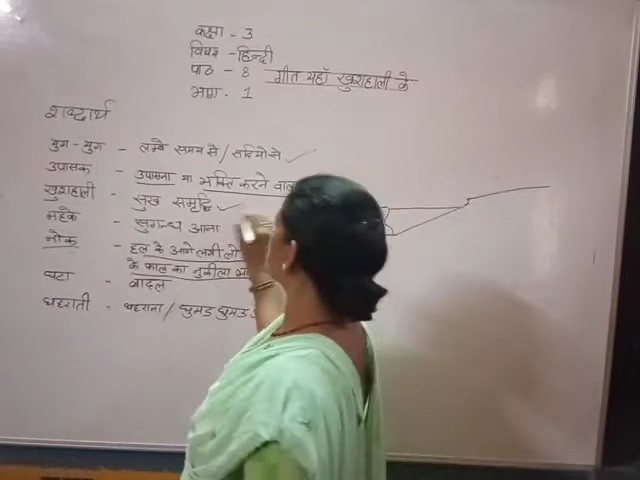 कक्षा - 3
विषय - हिन्दी
पाठ - 8 गीत यहाँ खुशहाली के
भाग - 1
शब्दार्थ
युग-युग - लम्बे समय से / सदियों से
उपासक - उपासना या भक्ति करने वाला
खुशहाली - सुख समृद्धि
महके - सुगन्ध आना
नोक - हल के आगे लगी लो
के फाल का नुकीला भा
घटा - बादल
घहराती - घहराना / घुमड़ घुमड़